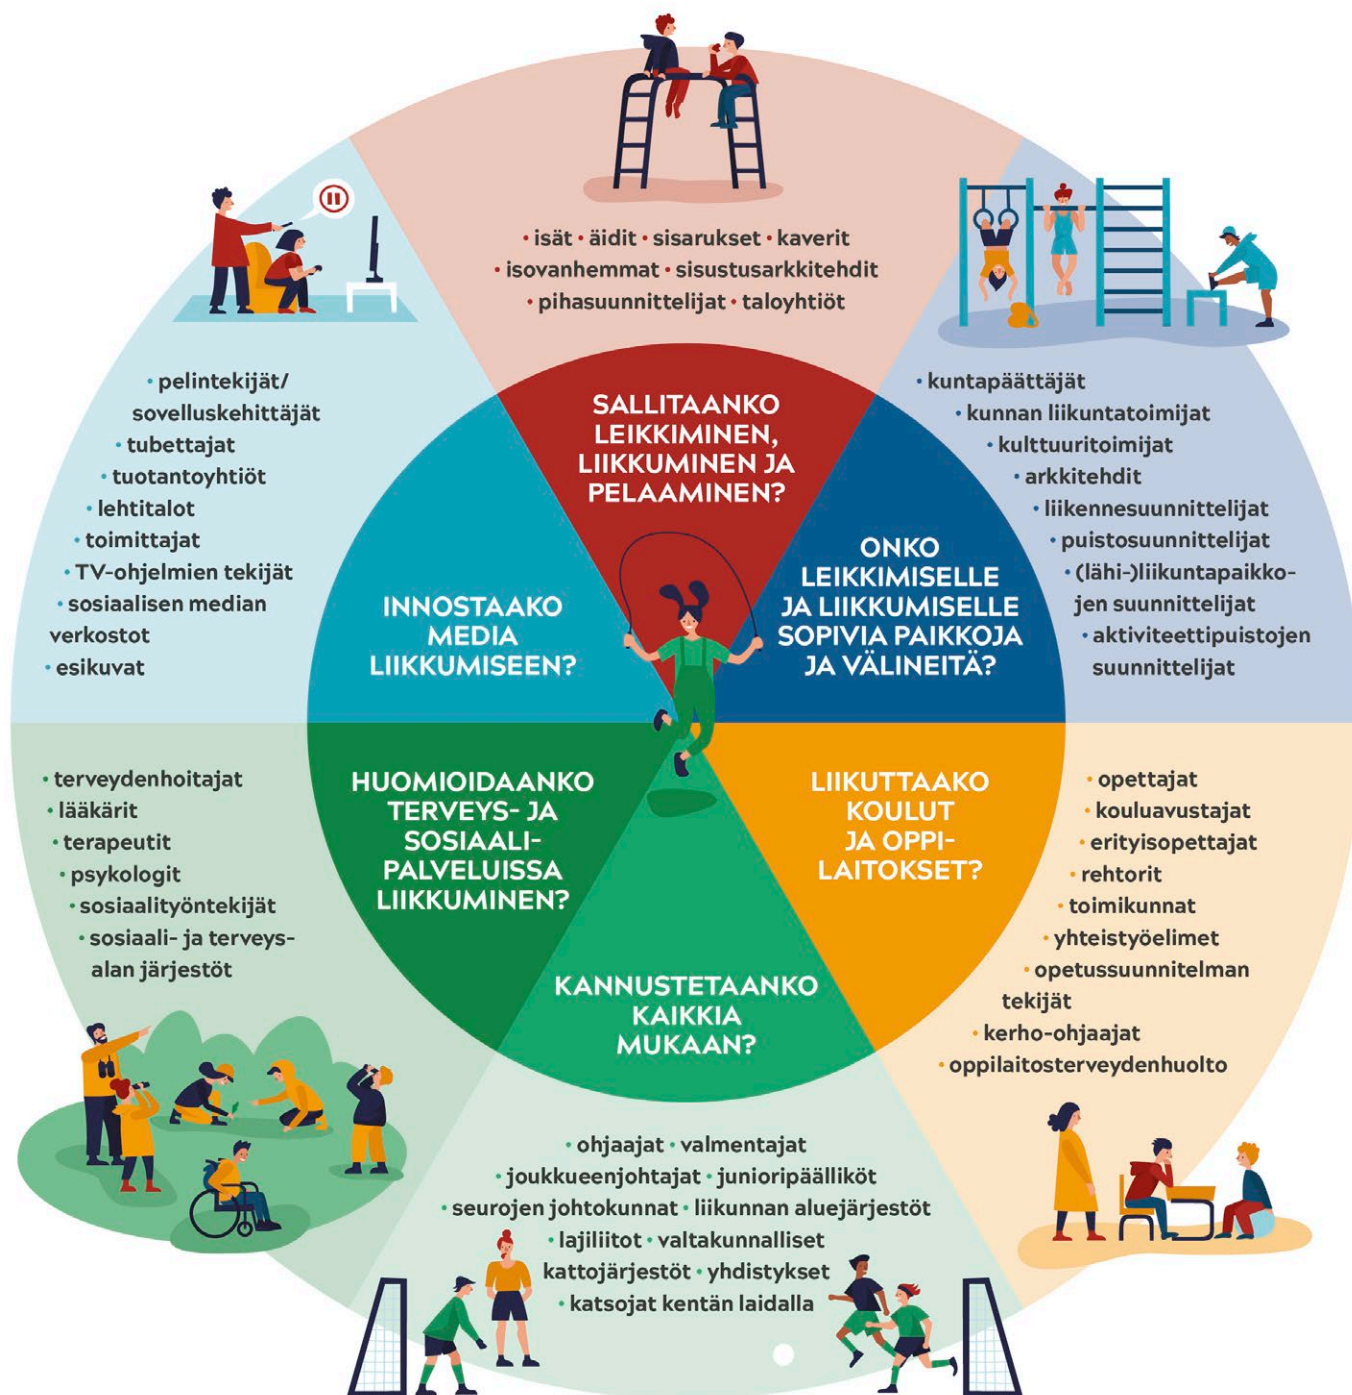 • isät • äidit • sisarukset • kaverit
• isovanhemmat • sisustusarkkitehdit
• pihasuunnittelijat • taloyhtiöt
SALLITAANKO
LEIKKIMINEN,
LIIKKUMINEN JA
PELAAMINEN?
• kuntapäättäjät
• kunnan liikuntatoimijat
• kulttuuritoimijat
• arkkitehdit
• liikennesuunnittelijat
• puistosuunnittelijat
• (lähi-)liikuntapaikko-
jen suunnittelijat
• aktiviteettipuistojen
suunnittelijat
ONKO
LEIKKIMISELLE
JA LIIKKUMISELLE
SOPIVIA PAIKKOJA
JA VÄLINEITÄ?
• opettajat
• kouluavustajat
• erityisopettajat
• rehtorit
• toimikunnat
• yhteistyöelimet
• opetussuunnitelman
tekijät
• kerho-ohjaajat
• oppilaitosterveydenhuolto
LIIKUTTAAKO
KOULUT
JA OPPI-
LAITOKSET?
KANNUSTETAANKO
KAIKKIA
MUKAAN?
• ohjaajat • valmentajat
• joukkueenjohtajat • junioripäälliköt
• seurojen johtokunnat • liikunnan aluejärjestöt
• lajiliitot • valtakunnalliset
kattojärjestöt • yhdistykset
• katsojat kentän laidalla
HUOMIOIDAANKO
TERVEYS- JA
SOSIAALI-
PALVELUISSA
LIIKKUMINEN?
• terveydenhoitajat
• lääkärit
• terapeutit
• psykologit
• sosiaalityöntekijät
• sosiaali- ja terveys-
alan järjestöt
INNOSTAAKO
MEDIA
LIIKKUMISEEN?
• pelintekijät/
sovelluskehittäjät
• tubettajat
• tuotantoyhtiöt
• lehtitalot
• toimittajat
• TV-ohjelmien tekijät
• sosiaalisen median
verkostot
• esikuvat